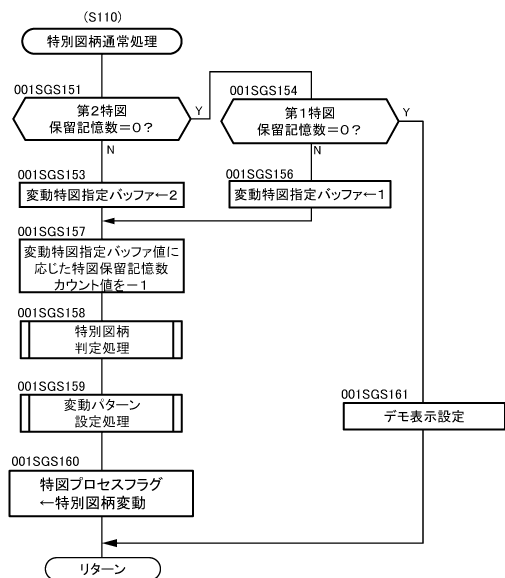 (S110)
特別図柄通常処理
001SGS151
第2特図
保留記憶数=0?
Y
N
001SGS154
第1特図
保留記憶数=0?
Y
N
001SGS153
変動特図指定バッファ←2
001SGS156
変動特図指定バッファ←1
001SGS157
変動特図指定バッファ値に
応じた特図保留記憶数
カウント値を-1
001SGS158
特別図柄
判定処理
001SGS159
変動パターン
設定処理
001SGS161
デモ表示設定
001SGS160
特図プロセスフラグ
←特別図柄変動
リターン